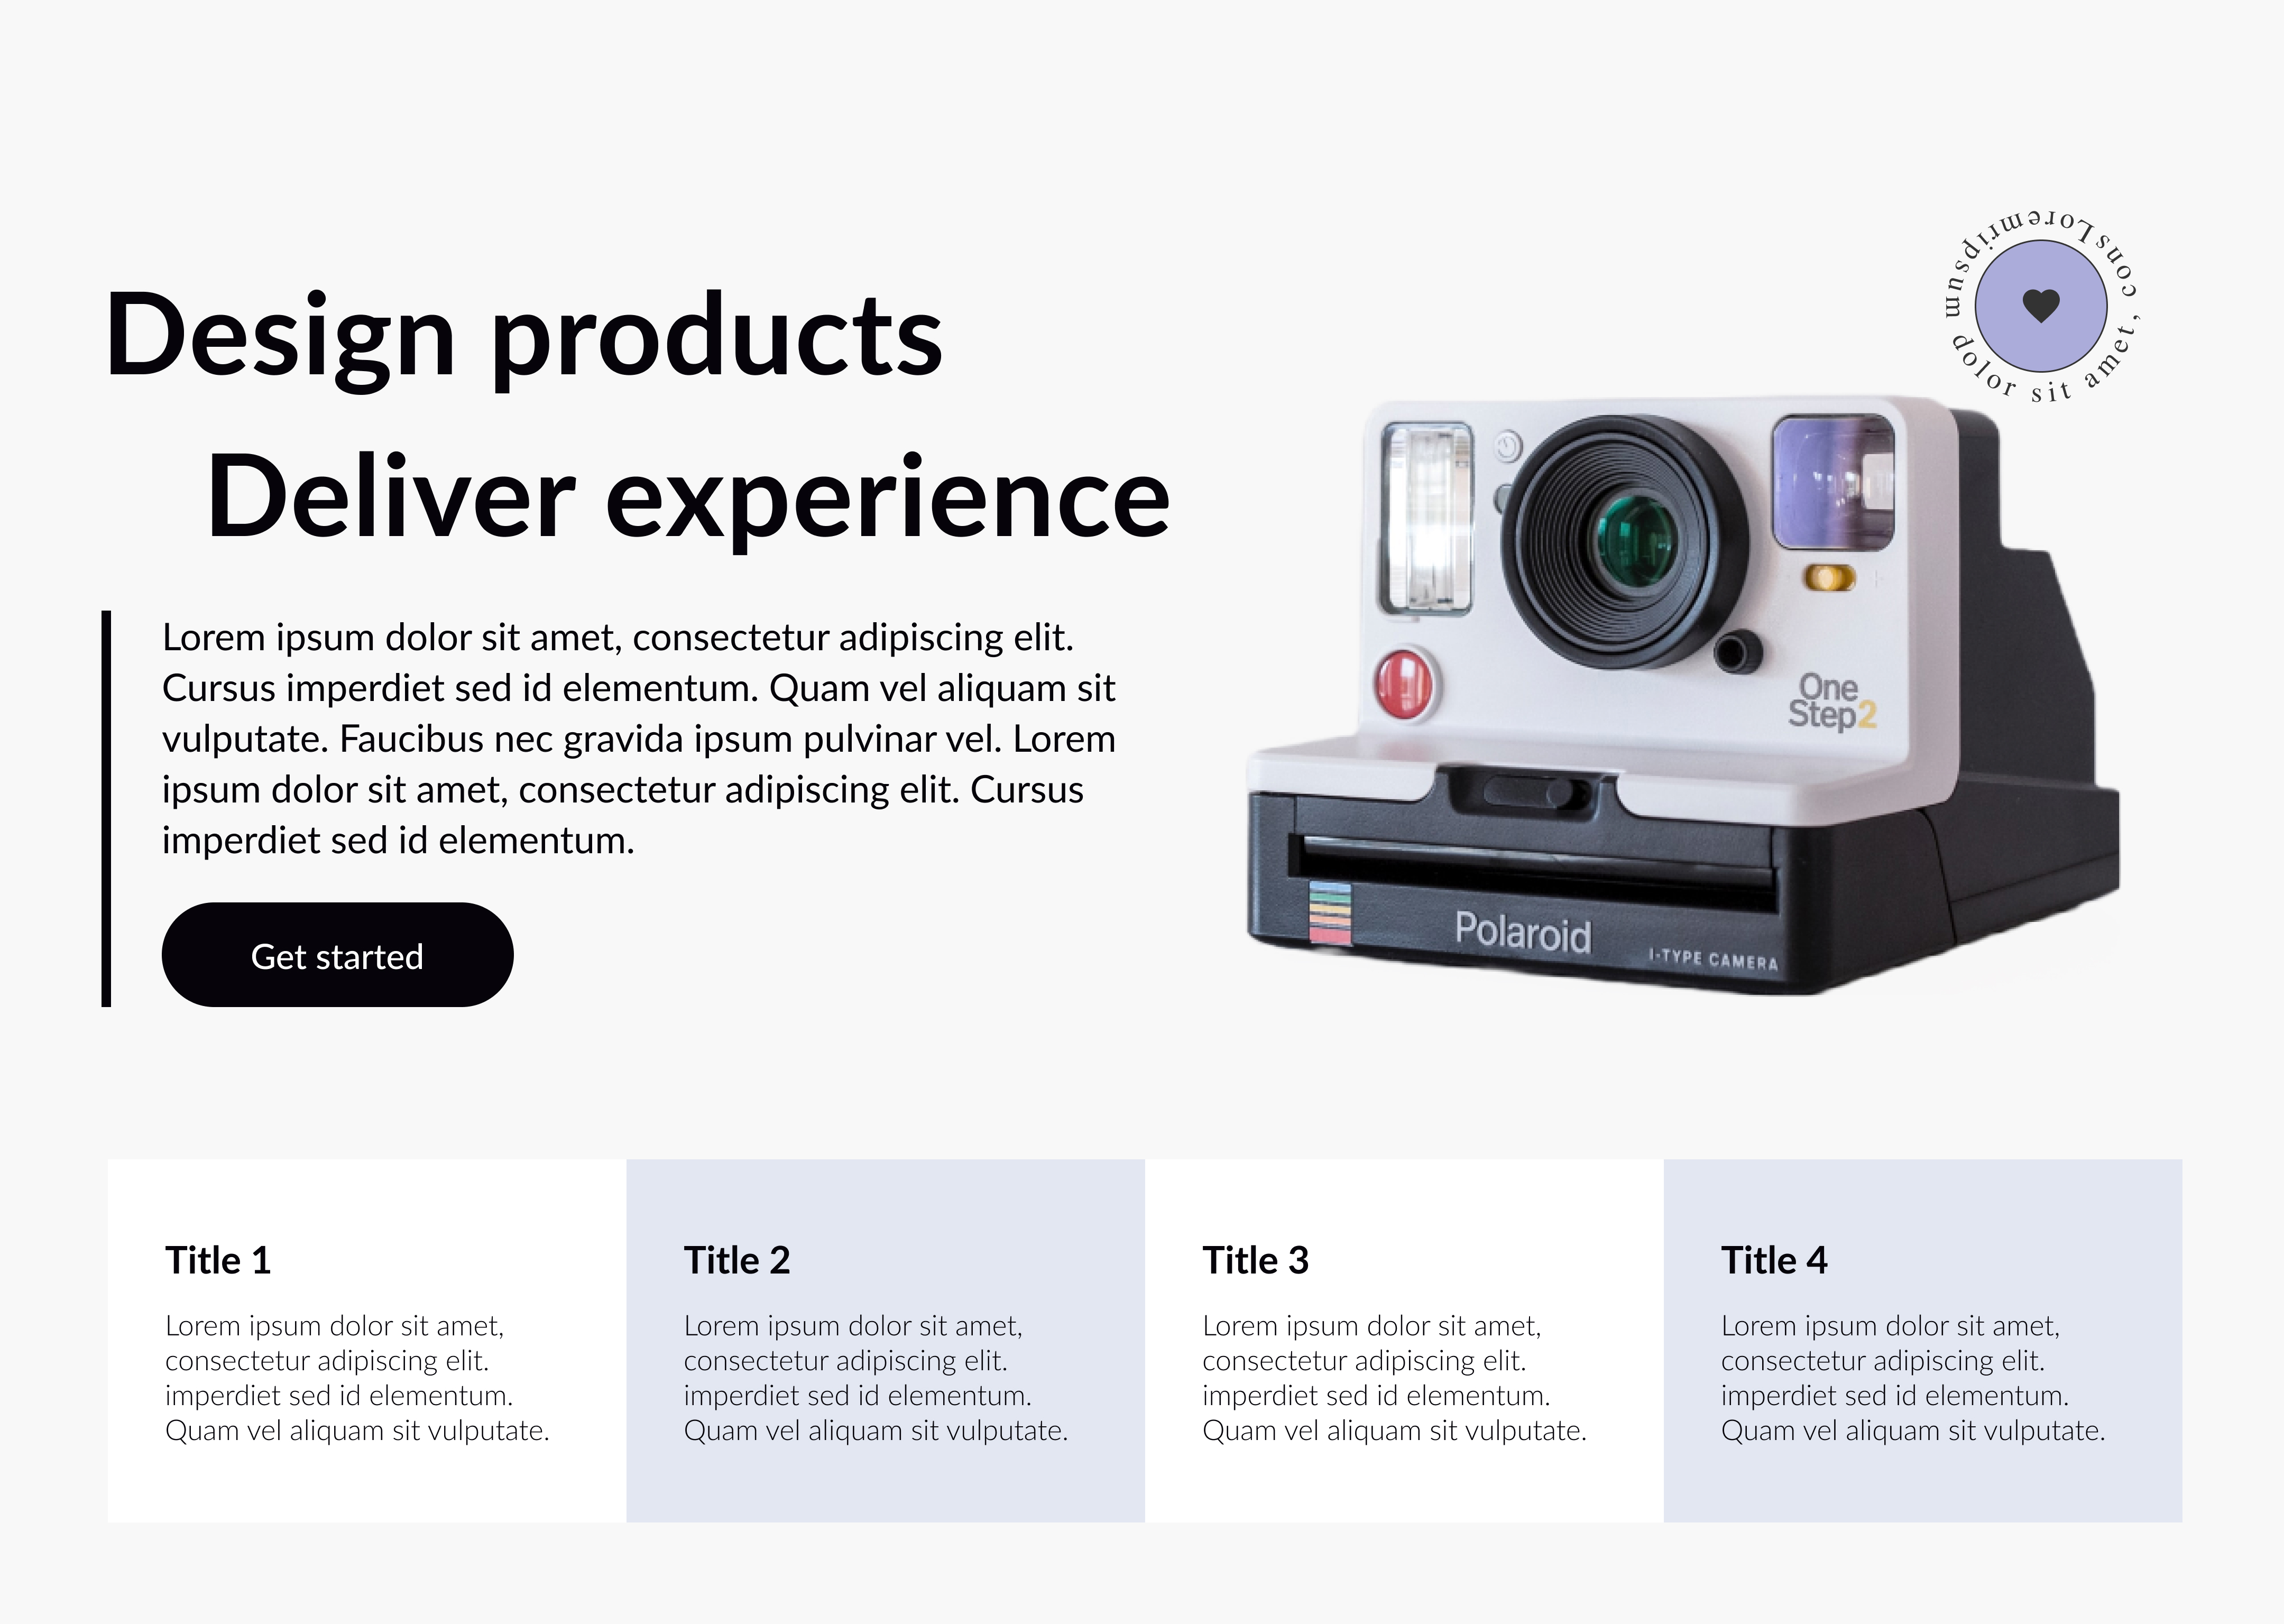 Design products
Deliver experience
Lorem ipsum dolor sit amet, consectetur adipiscing elit.
Cursus imperdiet sed id elementum. Quam vel aliquam sit
vulputate. Faucibus nec gravida ipsum pulvinar vel. Lorem
ipsum dolor sit amet, consectetur adipiscing elit. Cursus
imperdiet sed id elementum.
Get started
Loremripsum dolor sit amet, cons
One
Step2
Polaroid
I-TYPE CAMERA
Title 1
Lorem ipsum dolor sit amet,
consectetur adipiscing elit.
imperdiet sed id elementum.
Quam vel aliquam sit vulputate.
Title 2
Lorem ipsum dolor sit amet,
consectetur adipiscing elit.
imperdiet sed id elementum.
Quam vel aliquam sit vulputate.
Title 3
Lorem ipsum dolor sit amet,
consectetur adipiscing elit.
imperdiet sed id elementum.
Quam vel aliquam sit vulputate.
Title 4
Lorem ipsum dolor sit amet,
consectetur adipiscing elit.
imperdiet sed id elementum.
Quam vel aliquam sit vulputate.